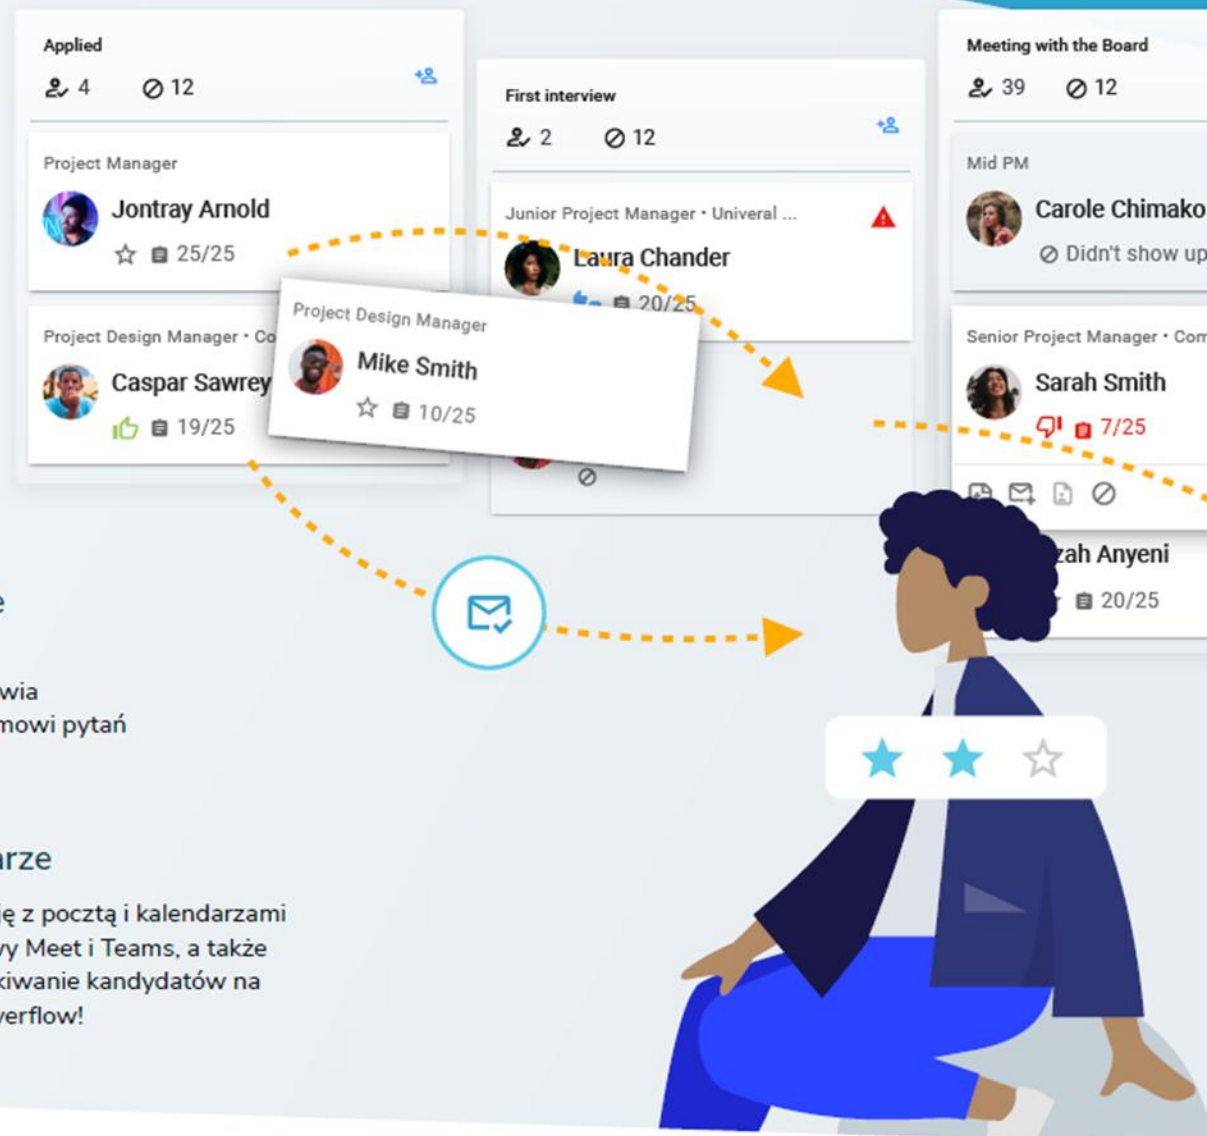 Applied
4 12
Project Manager
Jontray Arnold
25/25
Project Design Manager • Co
Caspar Sawrey
19/25
Project Design Manager
Mike Smith
10/25
First interview
2 12
Junior Project Manager • Univeral ...
Laura Chander
20/25
Meeting with the Board
39 12
Mid PM
Carole Chimako
Didn't show up
Senior Project Manager • Com
Sarah Smith
7/25
zah Anyeni
20/25
e
wia
mowi pytań
arze
ję z pocztą i kalendarzami
wy Meet i Teams, a także
kiwanie kandydatów na
verflow!